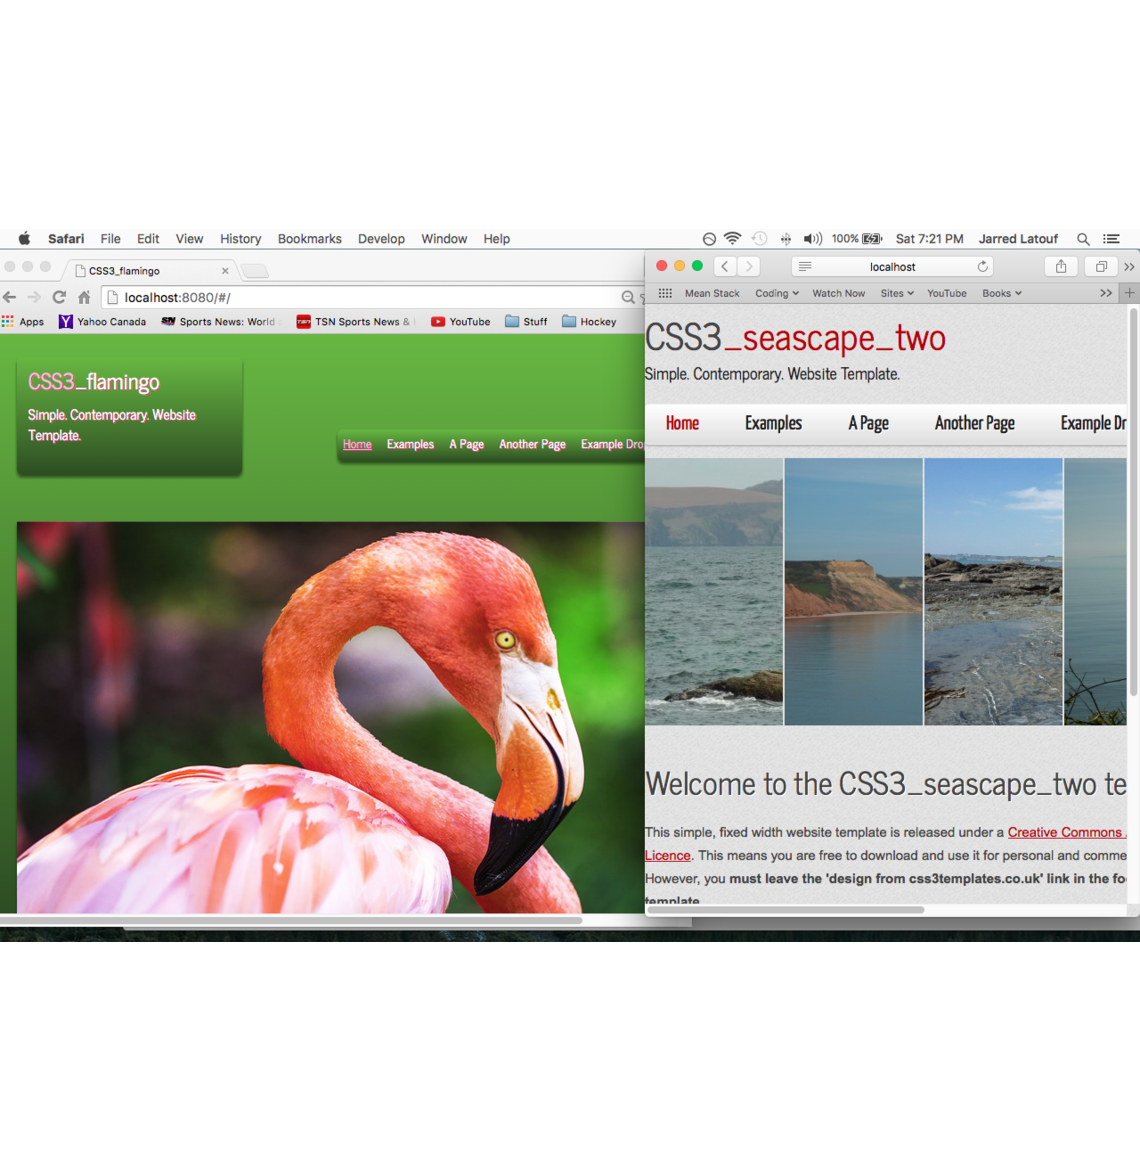 Safari File Edit View History Bookmarks Develop Window Help 100% Sat 7:21 PM Jarred Latouf
CSS3_flamingo
localhost:8080/#/
Apps Yahoo Canada Sports News: World TSN Sports News & YouTube Stuff Hockey
CSS3_flamingo
Simple. Contemporary. Website
Template.
Home Examples A Page Another Page Example Dro
localhost
Mean Stack Coding Watch Now Sites YouTube Books
CSS3_seascape_two
Simple. Contemporary. Website Template.
Home Examples A Page Another Page Example Dr
Welcome to the CSS3_seascape_two te
This simple, fixed width website template is released under a Creative Commons
Licence. This means you are free to download and use it for personal and comme
However, you must leave the 'design from css3templates.co.uk' link in the fo
template